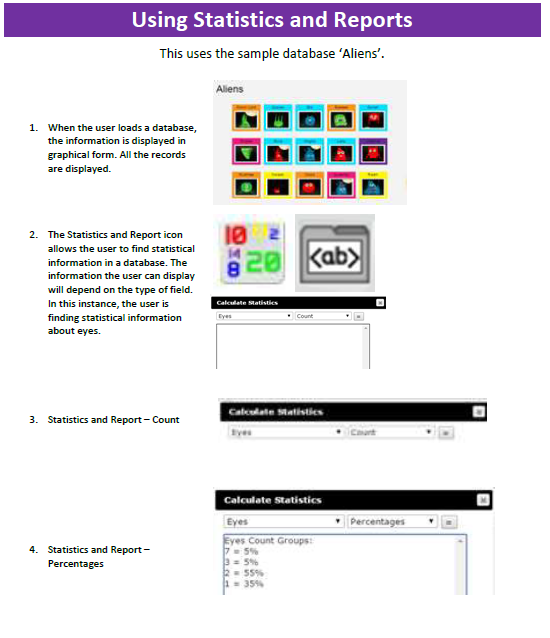 Using Statistics and Reports
This uses the sample database ‘Aliens’.
Aliens
1. When the user loads a database,
the information is displayed in
graphical form. All the records
are displayed.
2. The Statistics and Report icon
allows the user to find statistical
information in a database. The
information the user can display
will depend on the type of field.
In this instance, the user is
finding statistical information
about eyes.
10
14
8
20
<ab>
Calculate Statistics
Eyes Count =
3. Statistics and Report – Count
Calculate Statistics
Eyes Count =
4. Statistics and Report –
Percentages
Calculate Statistics
Eyes Percentages =
Eyes Count Groups:
7 = 5%
3 = 5%
2 = 55%
1 = 35%